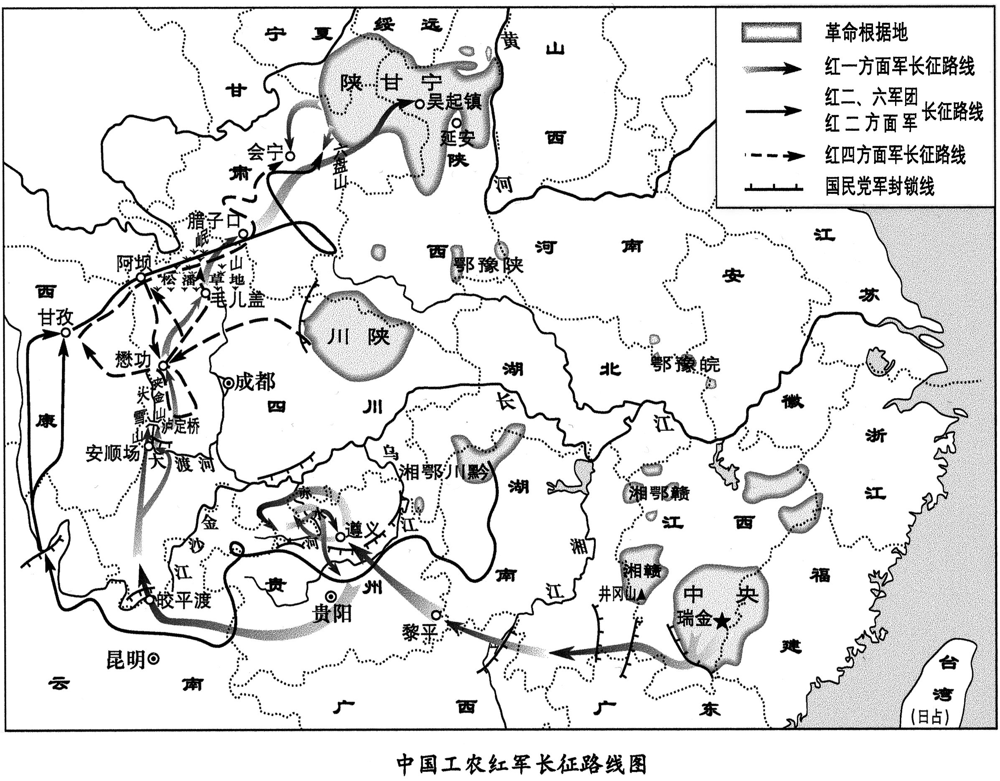 革命根据地
红一方面军长征路线
红二、六军团
红二方面军
长征路线
红四方面军长征路线
国民党军封锁线
宁夏
绥远
黄
山
陕甘宁
甘
吴起镇
延安
西
会宁
六盘山
陕
肃
河
腊子口
岷
江
西
河南
鄂豫陕
阿坝
山
松潘草地
安
西
毛儿盖
苏
甘孜
川陕
懋功
夹金山
大雪山
成都
湖北
鄂豫皖
四川
长
徽
康
泸定桥
江
浙
安顺场
大渡河
乌
湘鄂川黔
湖
赤
湘鄂赣
江
水
金
遵义
江
江西
沙
河
湘
江
南
湘赣
福
贵
州
中央
皎平渡
贵阳
江
井冈山
瑞金
黎平
建
昆明
台
云南
湾
广西
广东
(日占)
中国工农红军长征路线图